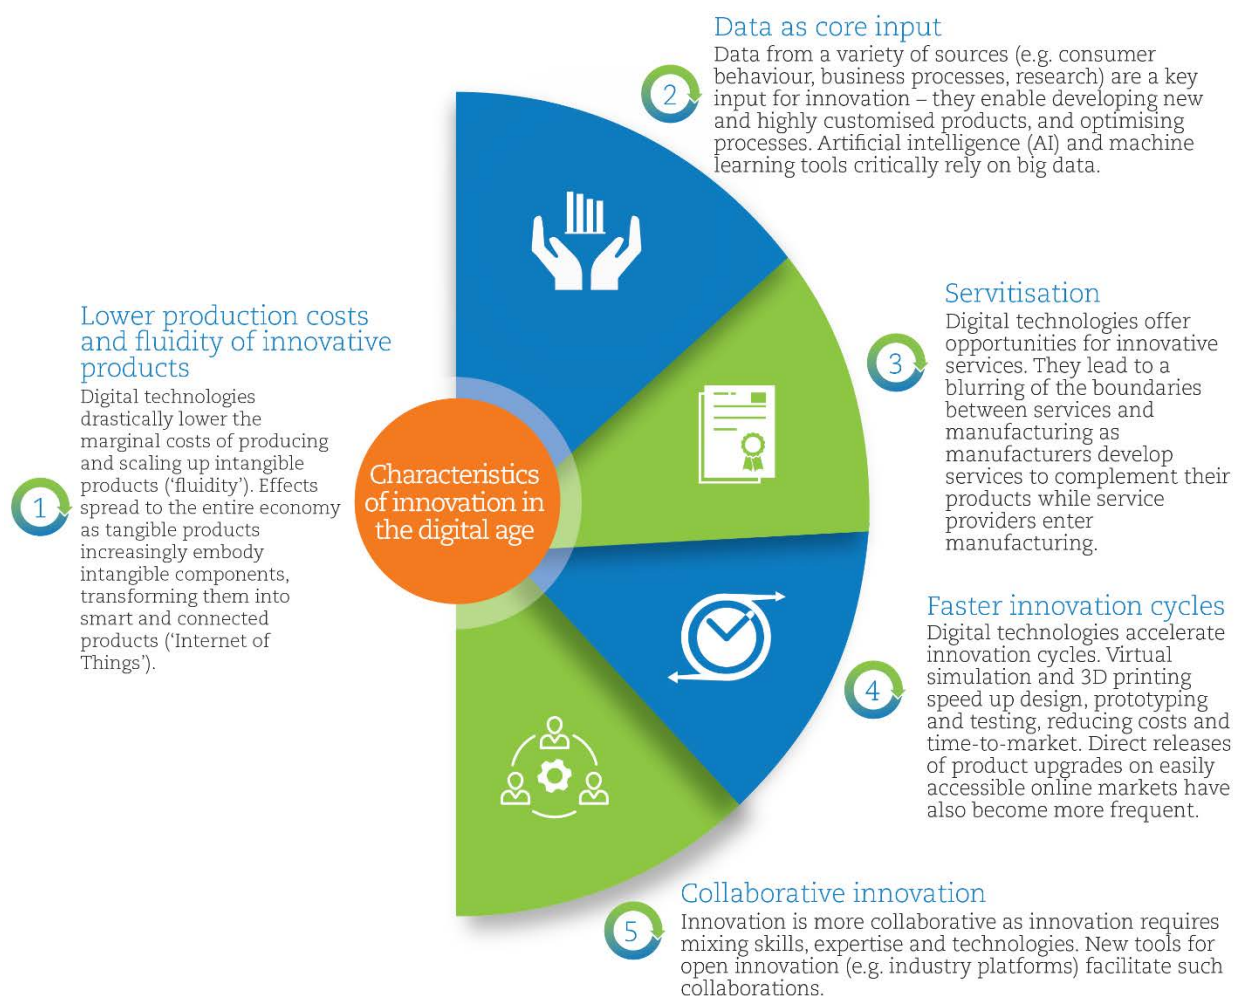 Characteristics
of innovation in
the digital age
1
Lower production costs
and fluidity of innovative
products
Digital technologies
drastically lower the
marginal costs of producing
and scaling up intangible
products (‘fluidity’). Effects
spread to the entire economy
as tangible products
increasingly embody
intangible components,
transforming them into
smart and connected
products (‘Internet of
Things’).
2
Data as core input
Data from a variety of sources (e.g. consumer
behaviour, business processes, research) are a key
input for innovation – they enable developing new
and highly customised products, and optimising
processes. Artificial intelligence (AI) and machine
learning tools critically rely on big data.
3
Servitisation
Digital technologies offer
opportunities for innovative
services. They lead to a
blurring of the boundaries
between services and
manufacturing as
manufacturers develop
services to complement their
products while service
providers enter
manufacturing.
4
Faster innovation cycles
Digital technologies accelerate
innovation cycles. Virtual
simulation and 3D printing
speed up design, prototyping
and testing, reducing costs and
time-to-market. Direct releases
of product upgrades on easily
accessible online markets have
also become more frequent.
5
Collaborative innovation
Innovation is more collaborative as innovation requires
mixing skills, expertise and technologies. New tools for
open innovation (e.g. industry platforms) facilitate such
collaborations.